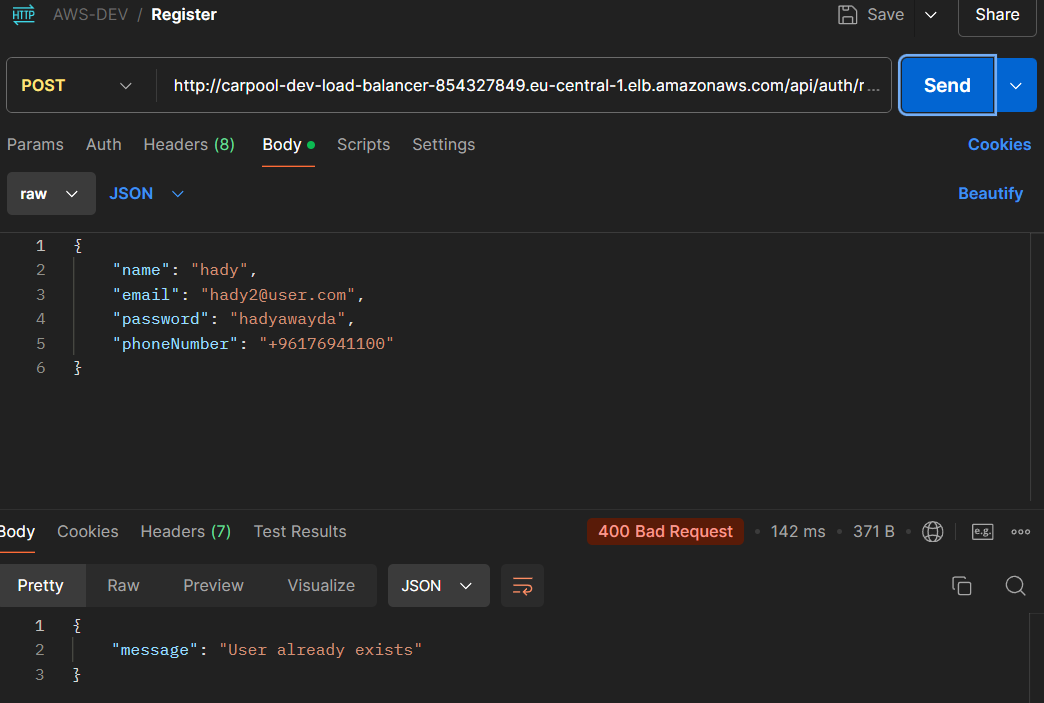 HTTP AWS-DEV / Register Save Share
POST http://carpool-dev-load-balancer-854327849.eu-central-1.elb.amazonaws.com/api/auth/r ... Send
Params Auth Headers (8) Body Scripts Settings Cookies
raw JSON Beautify
1 {
2 "name": "hady",
3 "email": "hady2@user.com",
4 "password": "hadyawayda",
5 "phoneNumber": "+96176941100"
6 }
Body Cookies Headers (7) Test Results 400 Bad Request • 142 ms • 371 B • e.g.
Pretty Raw Preview Visualize JSON
1 {
2 "message": "User already exists"
3 }